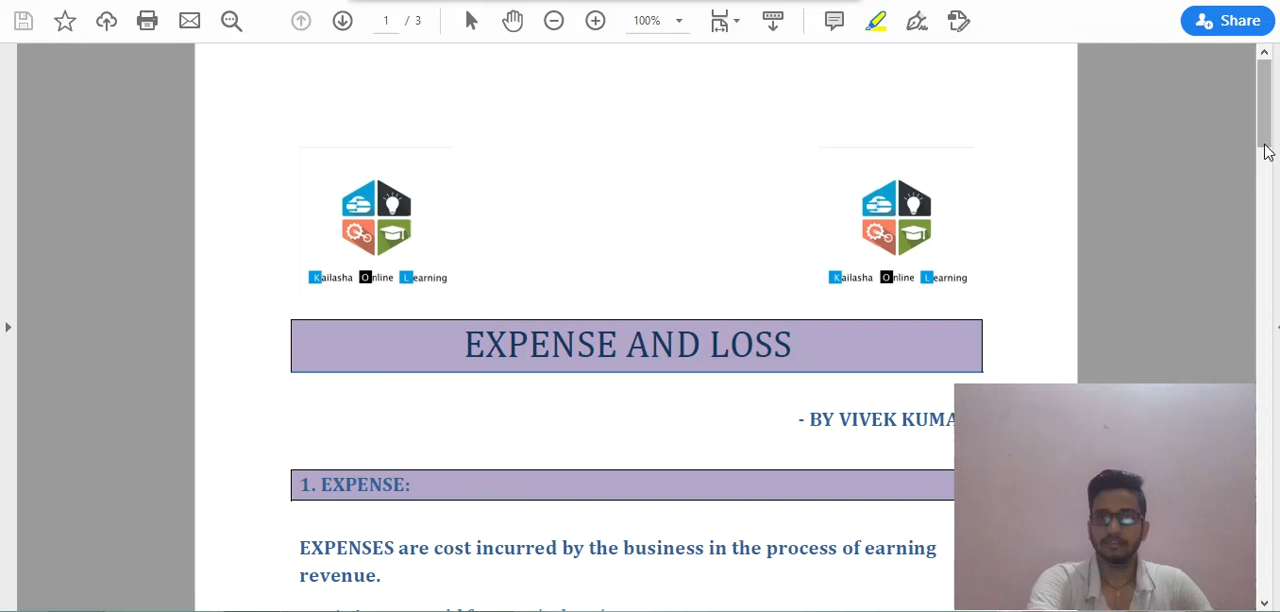 1 / 3
100%
Share
Kailasha Online Learning
Kailasha Online Learning
EXPENSE AND LOSS
- BY VIVEK KUMA
1. EXPENSE:
EXPENSES are cost incurred by the business in the process of earning
revenue.